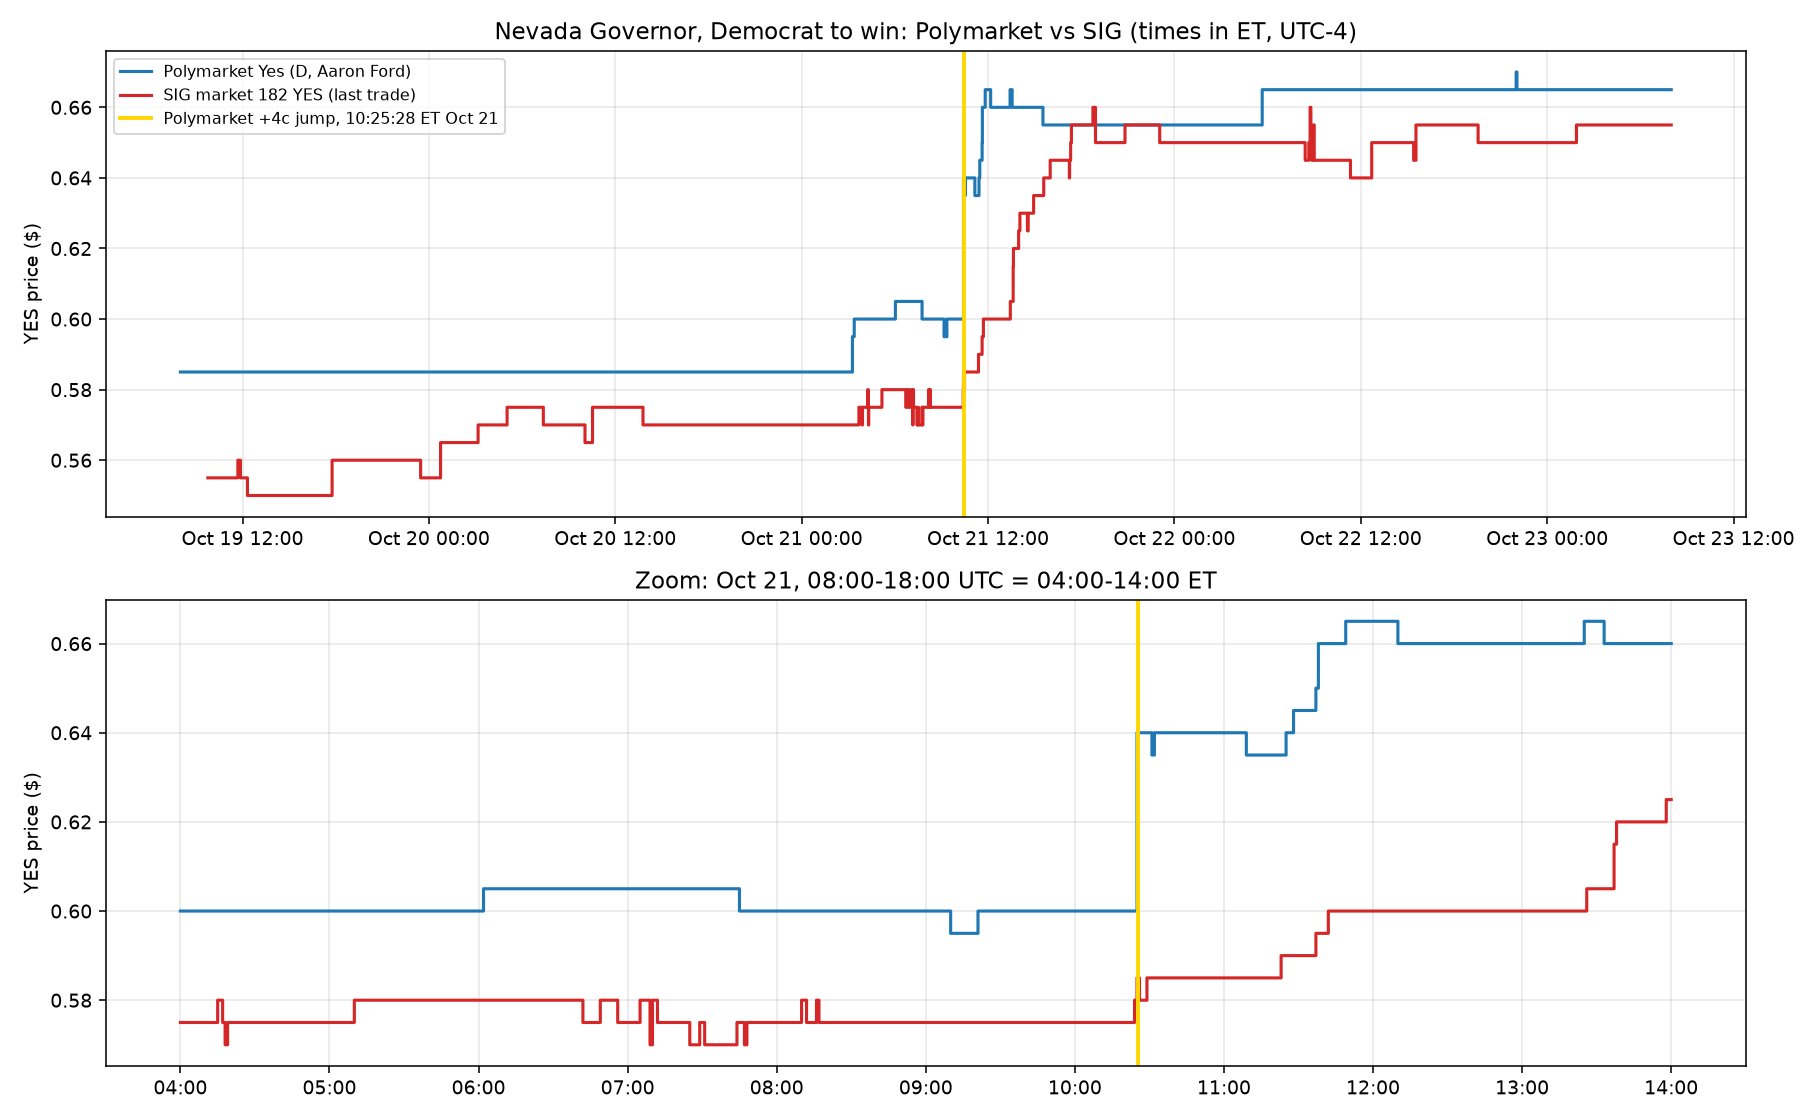 Nevada Governor, Democrat to win: Polymarket vs SIG (times in ET, UTC-4)
Polymarket Yes (D, Aaron Ford)
SIG market 182 YES (last trade)
Polymarket +4c jump, 10:25:28 ET Oct 21
YES price ($)
0.66
0.64
0.62
0.60
0.58
0.56
Oct 19 12:00 Oct 20 00:00 Oct 20 12:00 Oct 21 00:00 Oct 21 12:00 Oct 22 00:00 Oct 22 12:00 Oct 23 00:00 Oct 23 12:00
Zoom: Oct 21, 08:00-18:00 UTC = 04:00-14:00 ET
YES price ($)
0.66
0.64
0.62
0.60
0.58
04:00 05:00 06:00 07:00 08:00 09:00 10:00 11:00 12:00 13:00 14:00